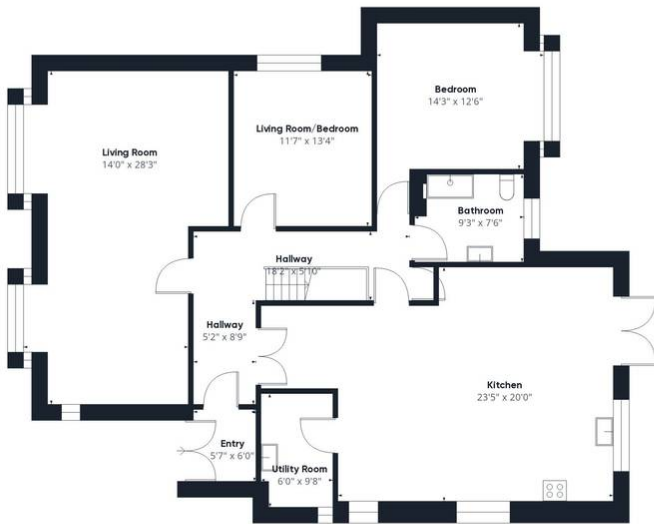 Bedroom
14'3" x 12'6"
Living Room/Bedroom
11'7" x 13'4"
Living Room
14'0" x 28'3"
Bathroom
9'3" x 7'6"
Hallway
18'2" x 5'10"
Hallway
5'2" x 8'9"
Kitchen
23'5" x 20'0"
Entry
5'7" x 6'0"
Utility Room
6'0" x 9'8"